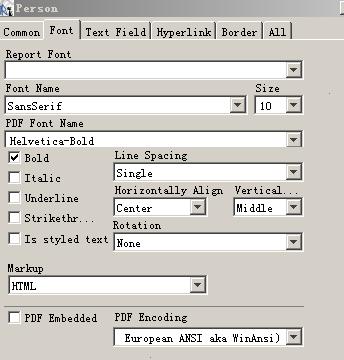 Person
Common Font Text Field Hyperlink Border All
Report Font
Font Name Size
SansSerif 10
PDF Font Name
Helvetica-Bold
Bold Line Spacing
Single
Italic
Horizontally Align Vertical...
Underline
Center Middle
Strikethr...
Rotation
Is styled text
None
Markup
HTML
PDF Embedded PDF Encoding
European ANSI aka WinAnsi)